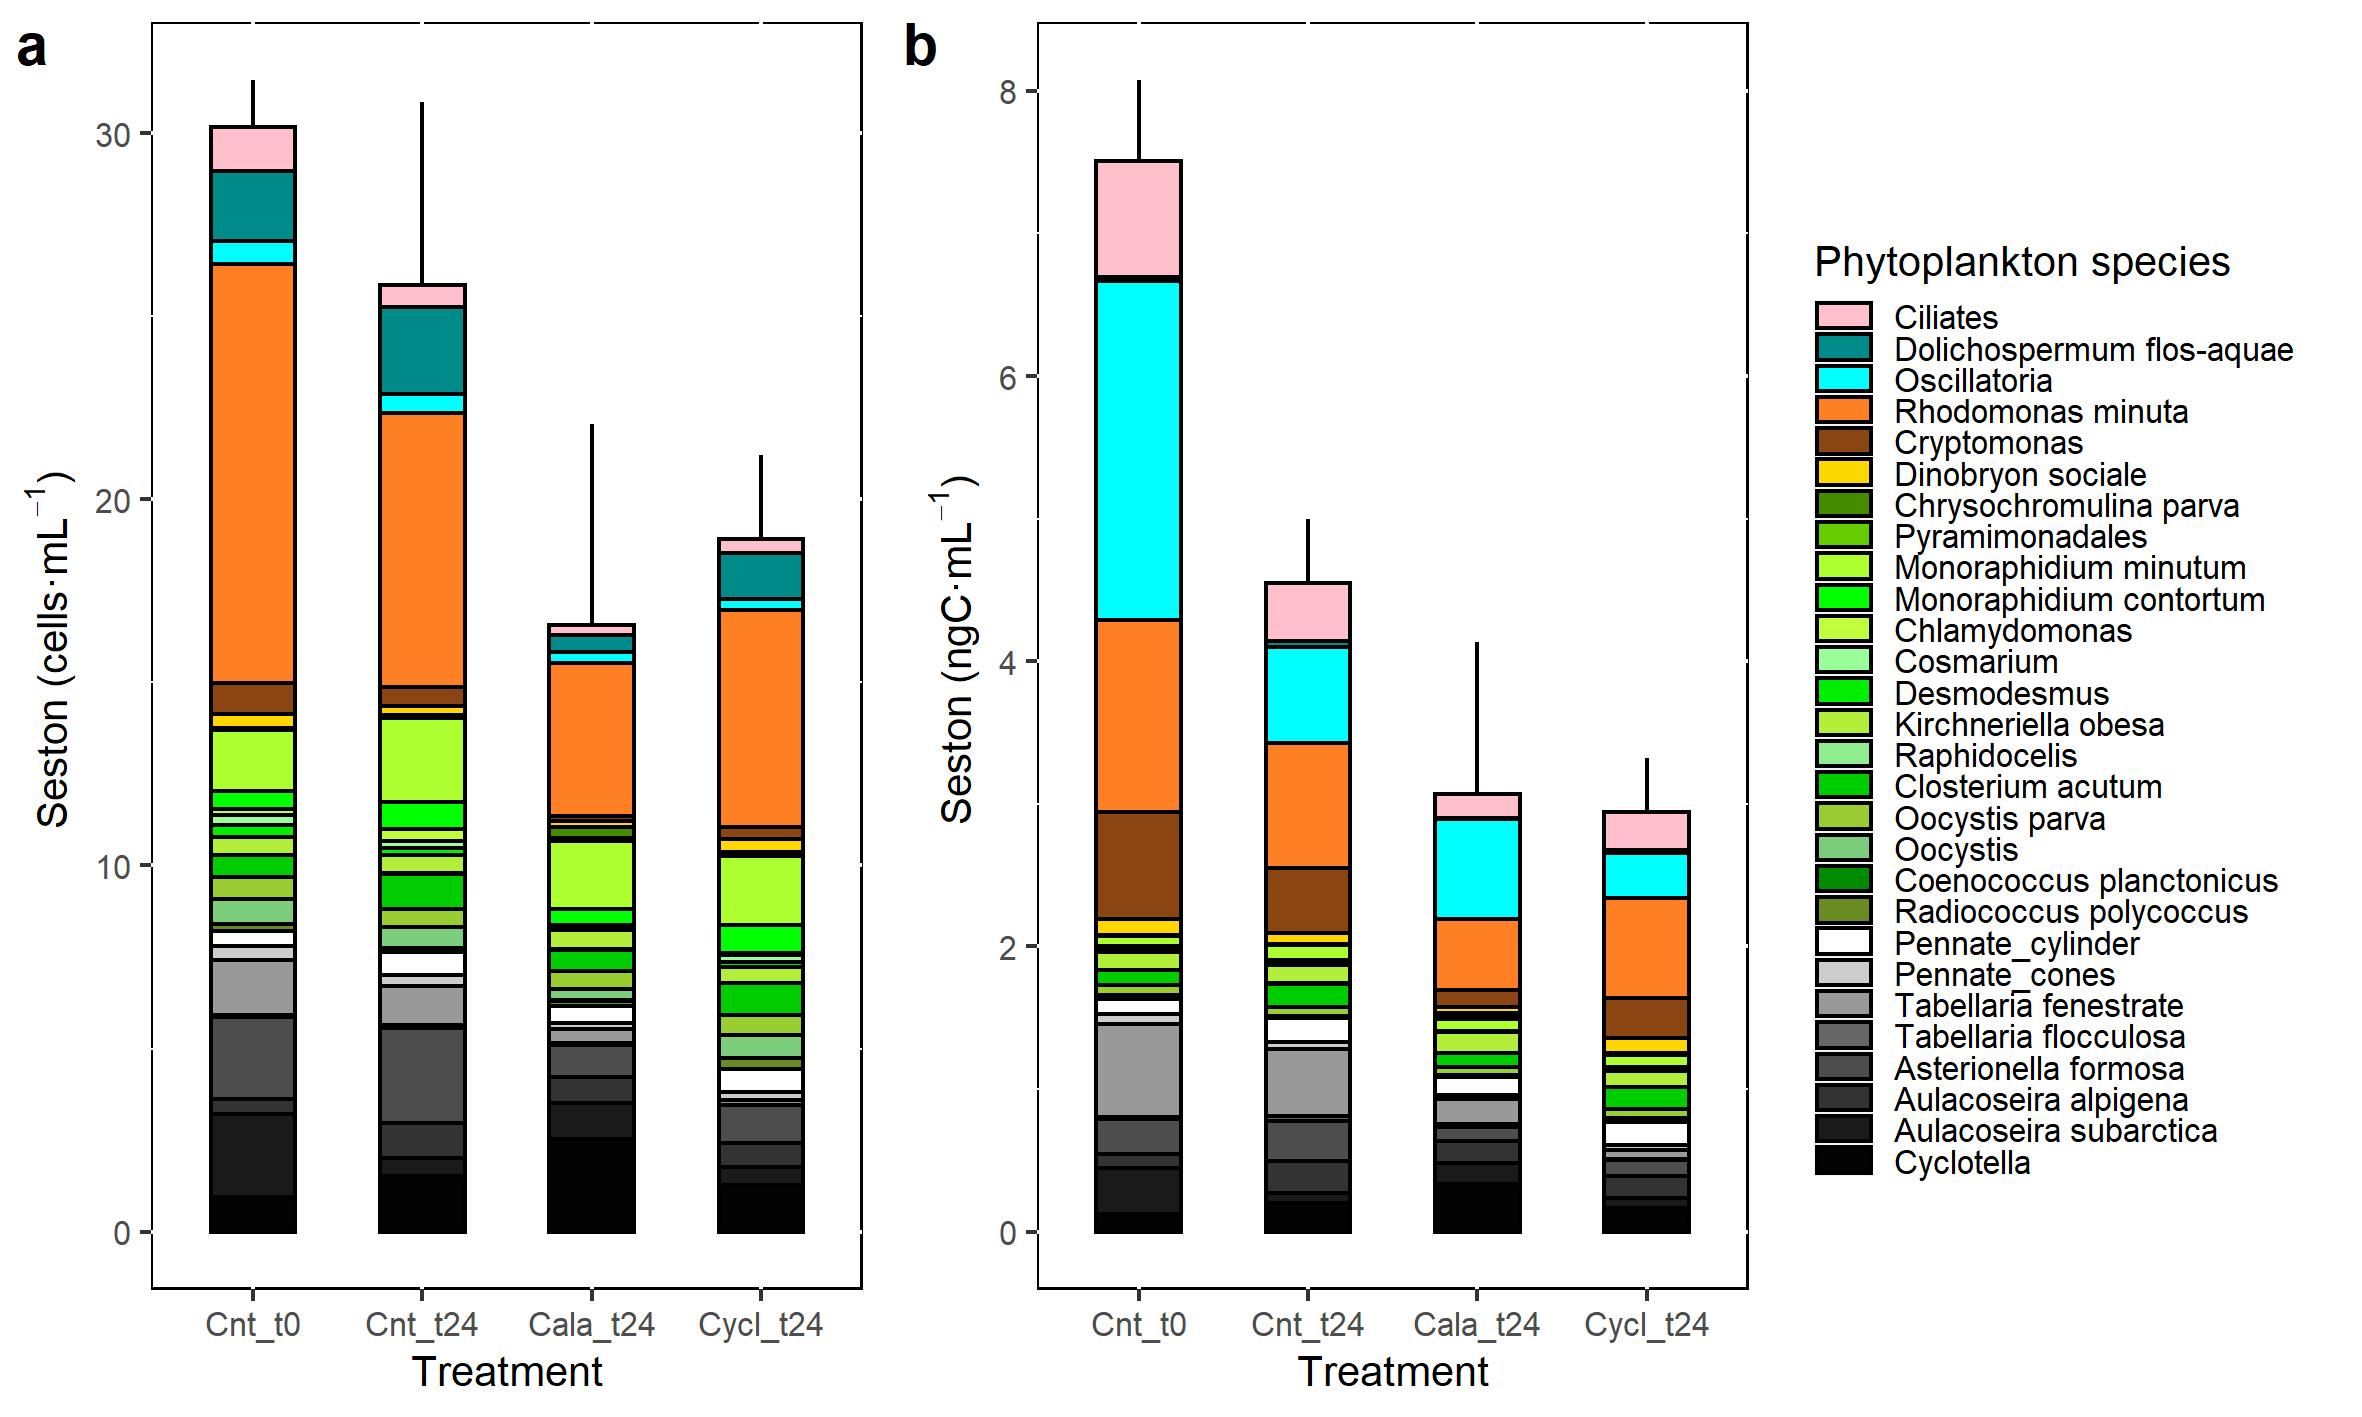 a
30
20
10
0
Seston (cells·mL⁻¹)
Cnt_t0
Cnt_t24
Cala_t24
Cycl_t24
Treatment
b
8
6
4
2
0
Seston (ngC·mL⁻¹)
Cnt_t0
Cnt_t24
Cala_t24
Cycl_t24
Treatment
Phytoplankton species
Ciliates
Dolichospermum flos-aquae
Oscillatoria
Rhodomonas minuta
Cryptomonas
Dinobryon sociale
Chrysochromulina parva
Pyramimonadales
Monoraphidium minutum
Monoraphidium contortum
Chlamydomonas
Cosmarium
Desmodesmus
Kirchneriella obesa
Raphidocelis
Closterium acutum
Oocystis parva
Oocystis
Coenococcus planctonicus
Radiococcus polycoccus
Pennate_cylinder
Pennate_cones
Tabellaria fenestrate
Tabellaria flocculosa
Asterionella formosa
Aulacoseira alpigena
Aulacoseira subarctica
Cyclotella